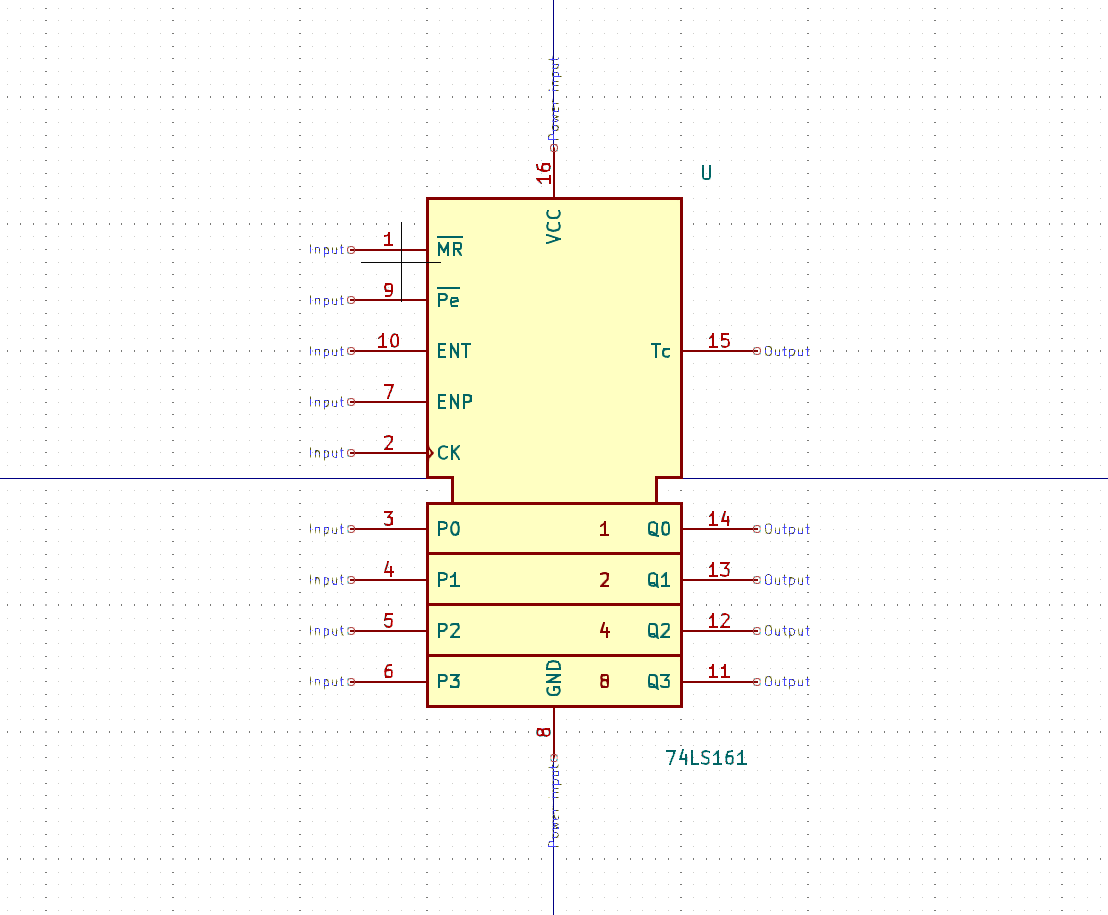 Power input
16
U
VCC
Input 1 MR
Input 9 Pe
Input 10 ENT Tc 15 Output
Input 7 ENP
Input 2 CK
Input 3 P0 1 Q0 14 Output
Input 4 P1 2 Q1 13 Output
Input 5 P2 4 Q2 12 Output
Input 6 P3 GND 8 Q3 11 Output
8
74LS161
Power input